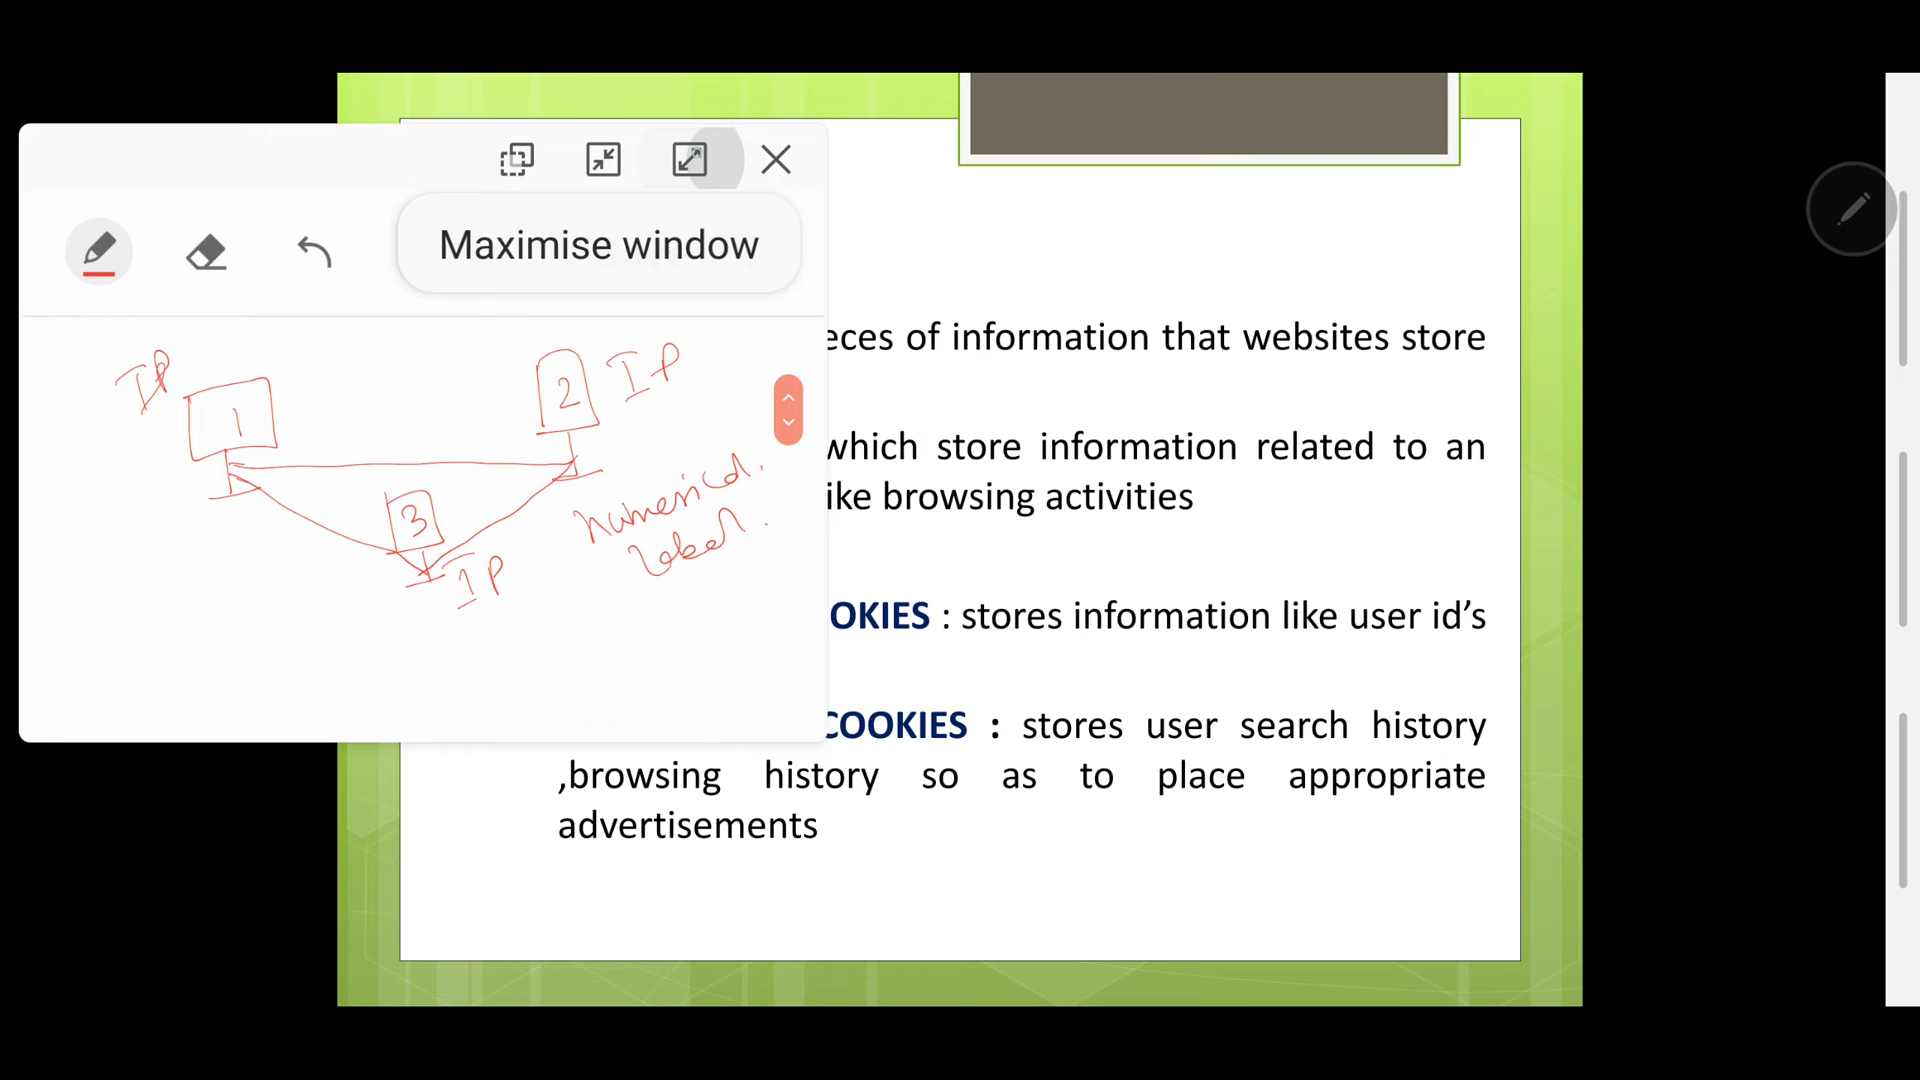 Maximise window
IP
1
2
IP
3
IP
Numerical.
label.
eces of information that websites store
which store information related to an
ike browsing activities
OKIES : stores information like user id’s
COOKIES : stores user search history
,browsing history so as to place appropriate
advertisements